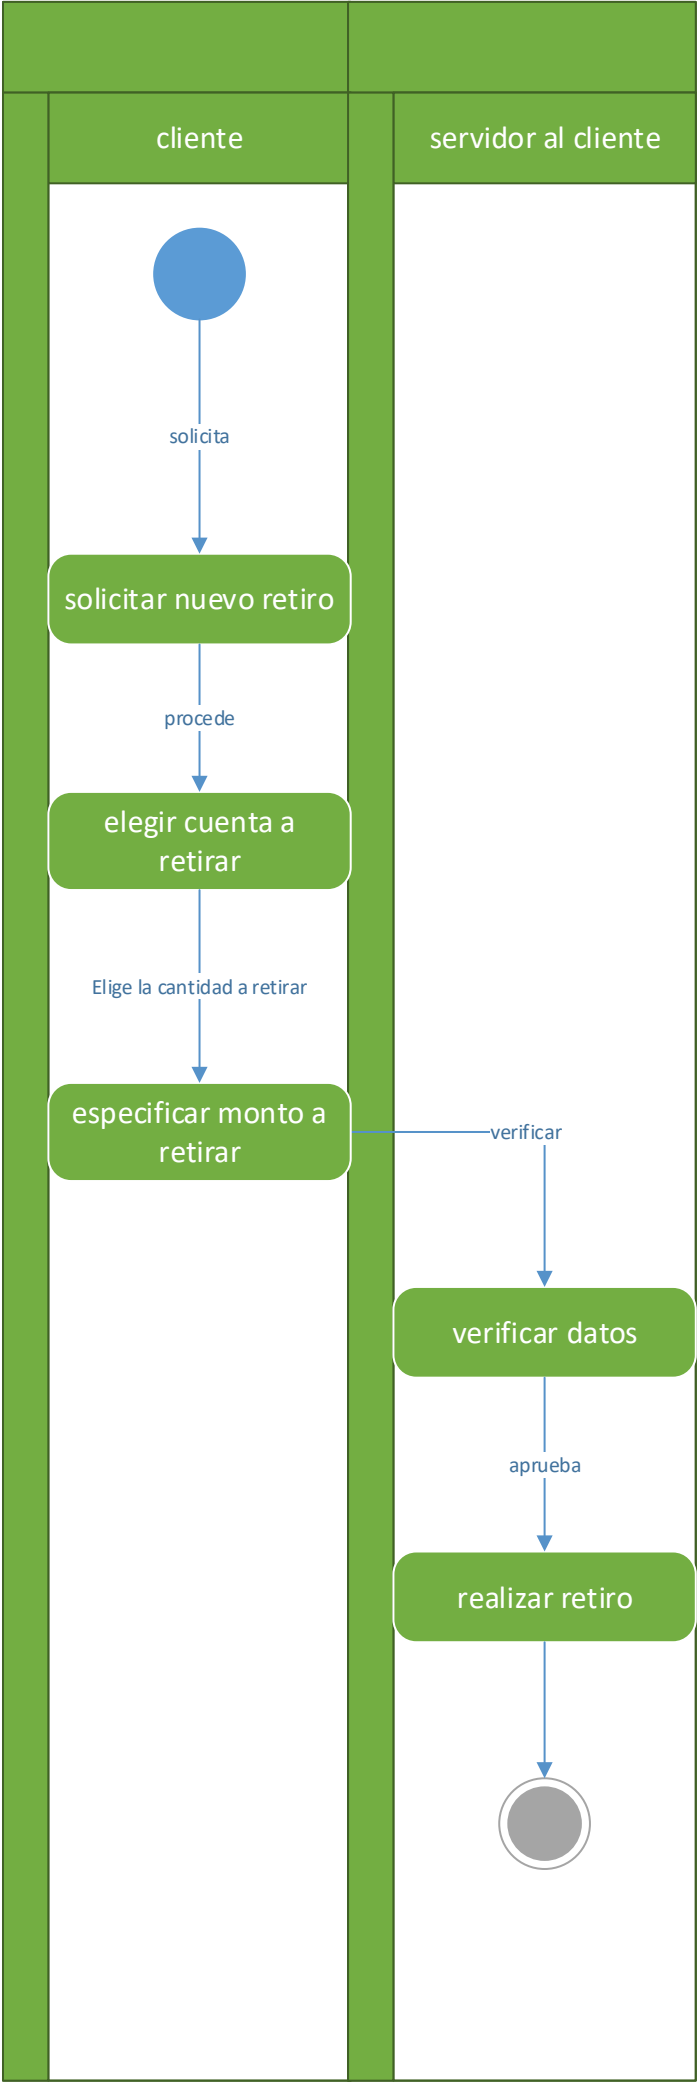 cliente
servidor al cliente
solicita
solicitar nuevo retiro
procede
elegir cuenta a
retirar
Elige la cantidad a retirar
especificar monto a
retirar
verificar
verificar datos
aprueba
realizar retiro